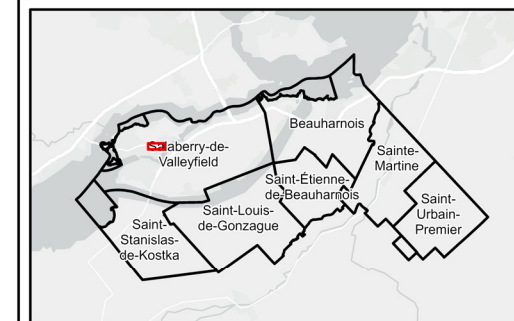 Beauharnois
aberry-de-
Valleyfield
Sainte-
Martine
Saint-Étienne-
de-Beauharnois
Saint-
Urbain-
Premier
Saint-Louis-
de-Gonzague
Saint-
Stanislas-
de-Kostka